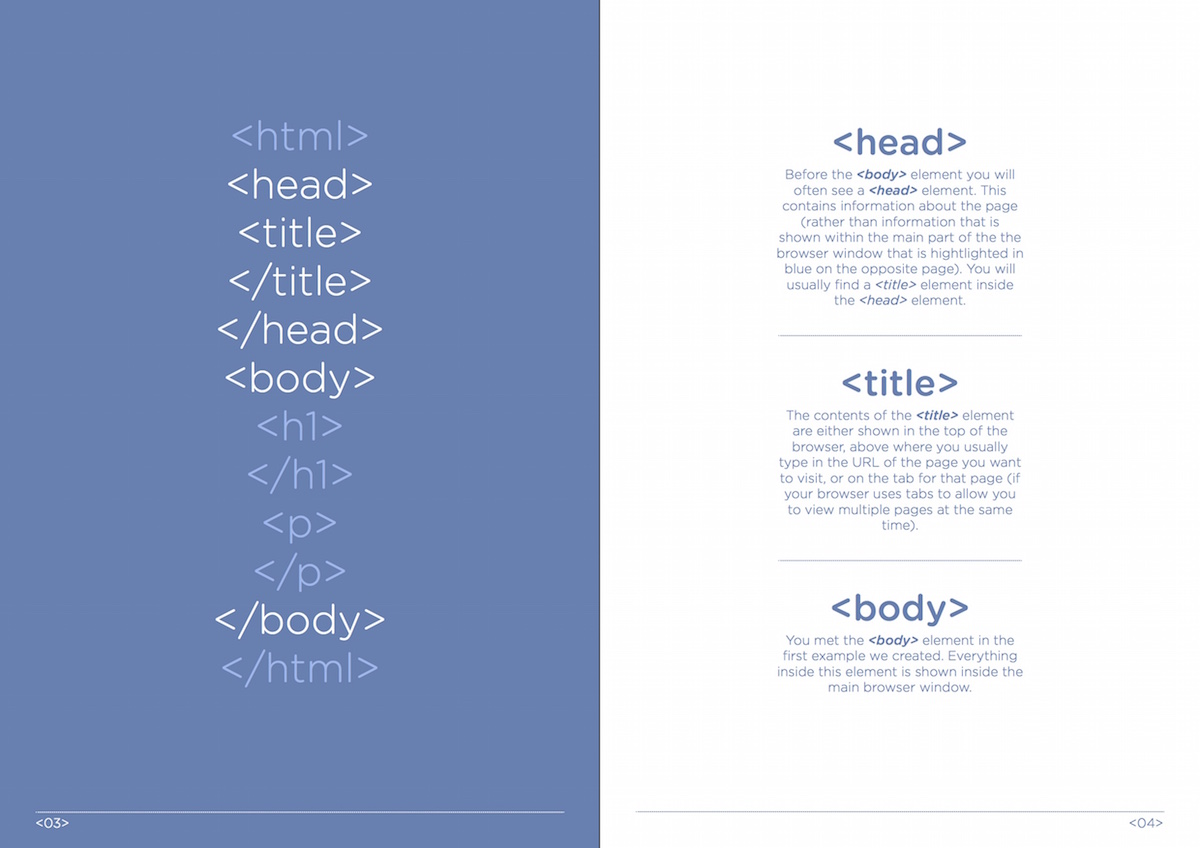 <html>
<head>
<title>
</title>
</head>
<body>
<h1>
</h1>
<p>
</p>
</body>
</html>
<03>
<head>
Before the <body> element you will
often see a <head> element. This
contains information about the page
(rather than information that is
shown within the main part of the the
browser window that is hightlighted in
blue on the opposite page). You will
usually find a <title> element inside
the <head> element.
<title>
The contents of the <title> element
are either shown in the top of the
browser, above where you usually
type in the URL of the page you want
to visit, or on the tab for that page (if
your browser uses tabs to allow you
to view multiple pages at the same
time).
<body>
You met the <body> element in the
first example we created. Everything
inside this element is shown inside the
main browser window.
<04>